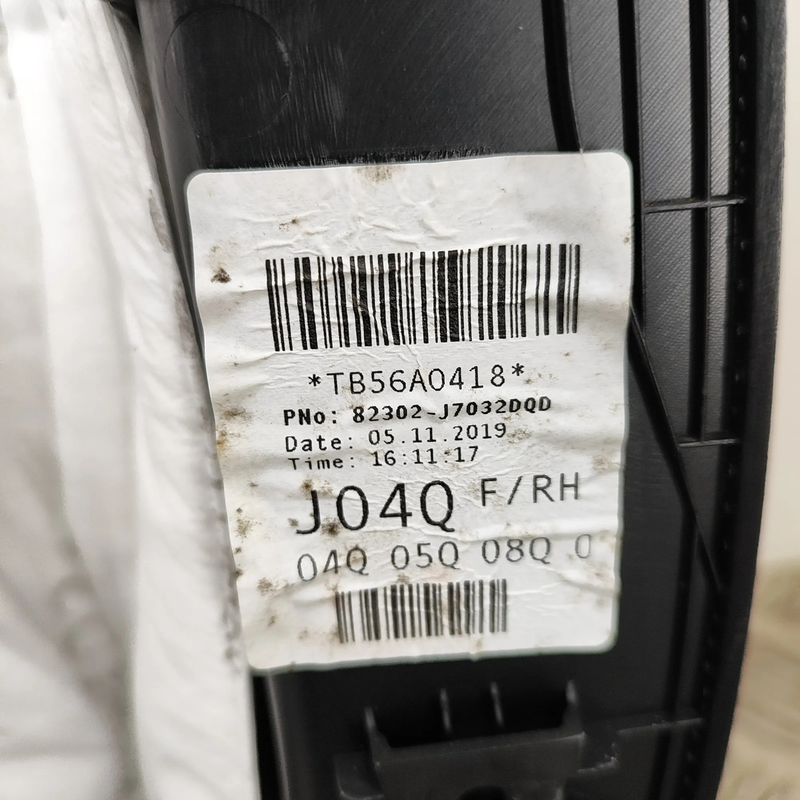 *TB56A0418*
PNo: 82302-J7032DQD
Date: 05.11.2019
Time: 16:11:17
J04Q F/RH
04Q 05Q 08Q 0